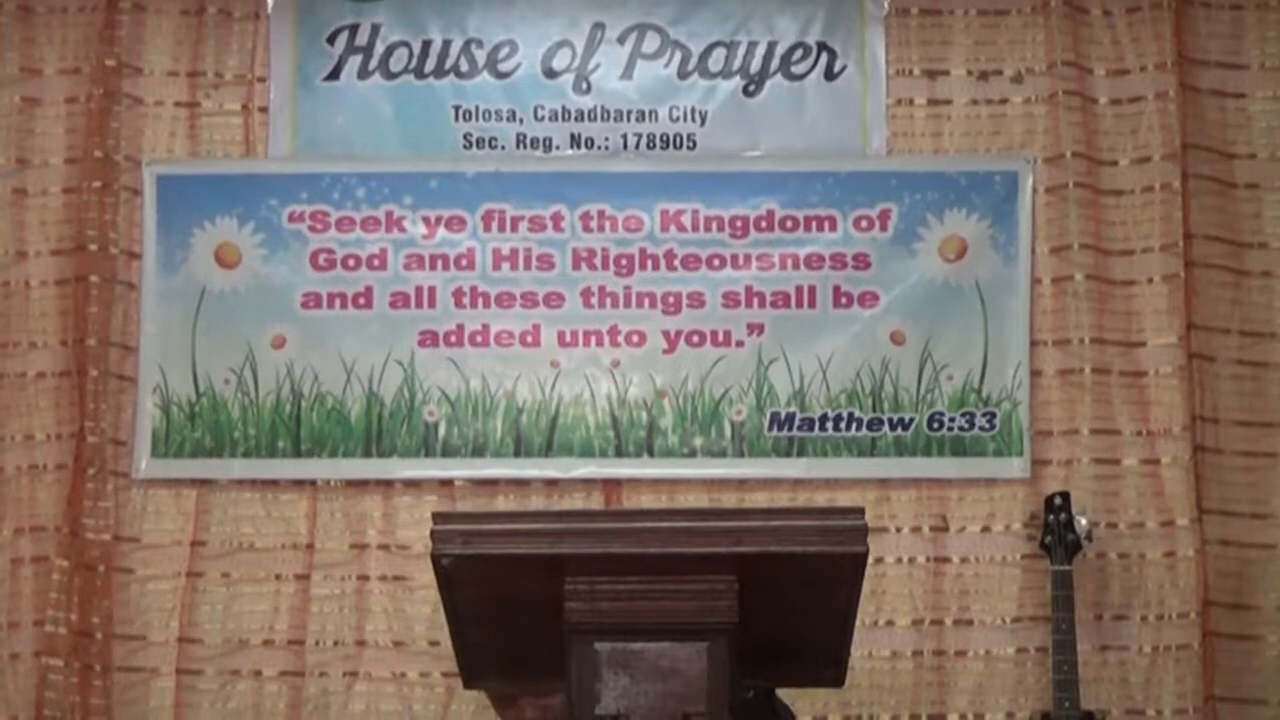 House of Prayer
Tolosa, Cabadbaran City
Sec. Reg. No.: 178905
“Seek ye first the Kingdom of
God and His Righteousness
and all these things shall be
added unto you.”
Matthew 6:33